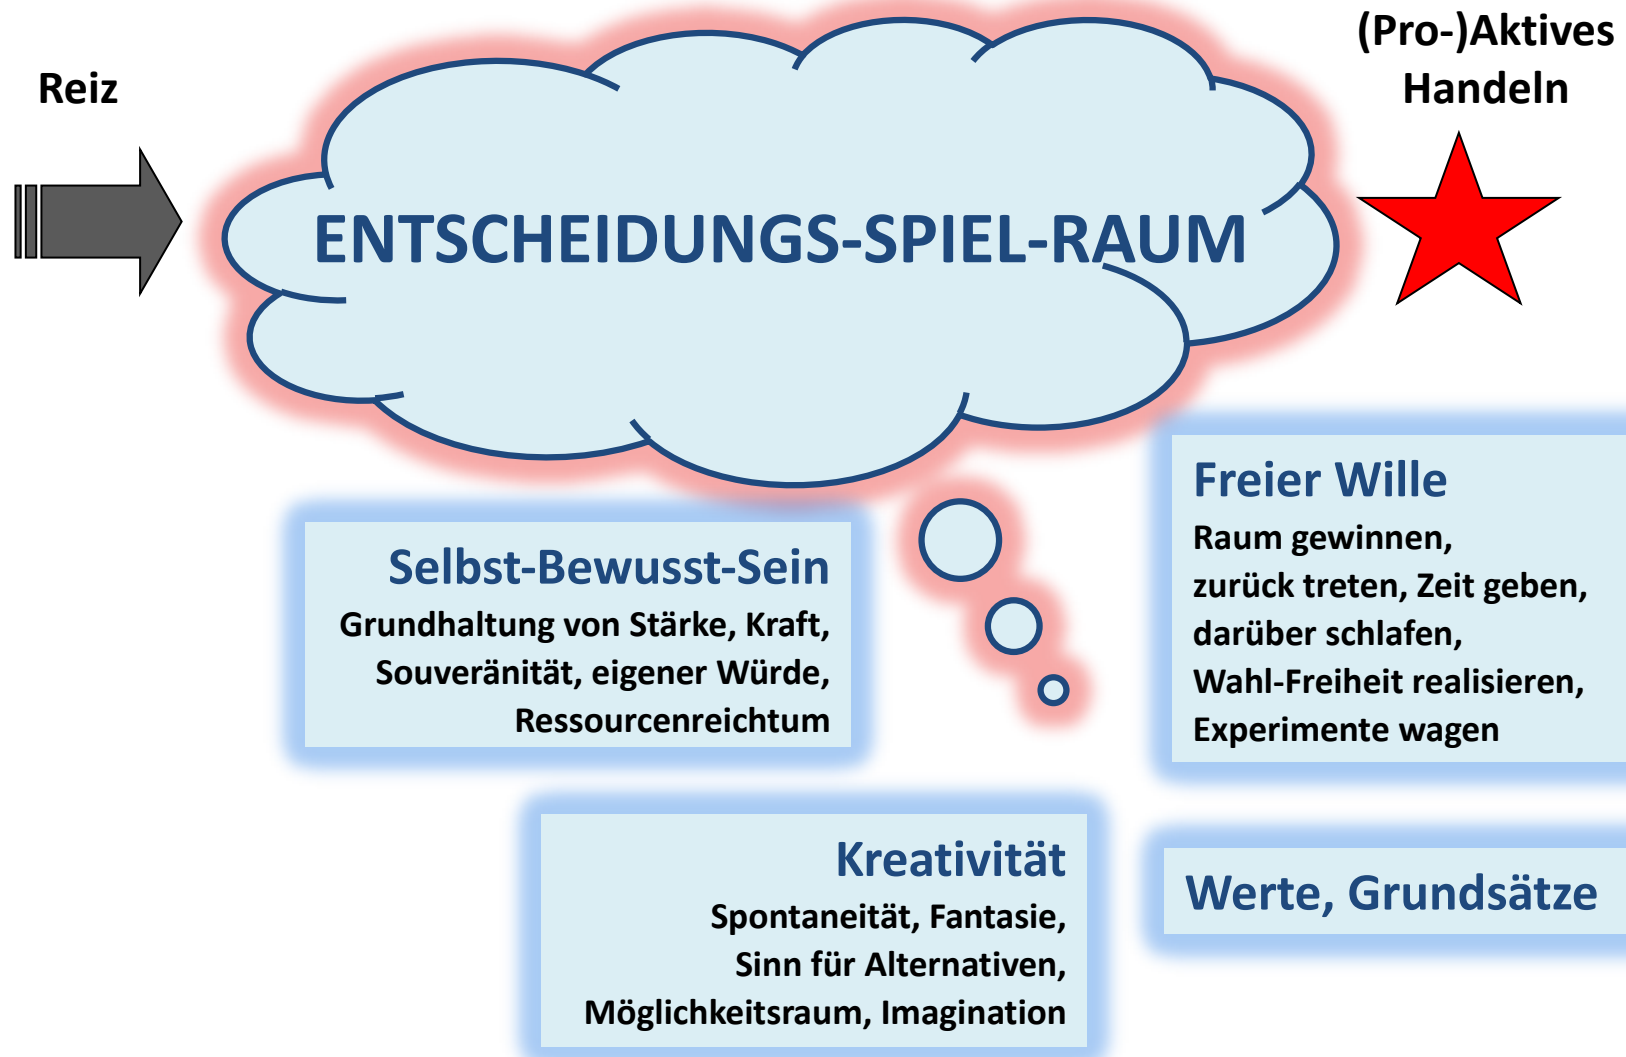 Reiz
(Pro-)Aktives
Handeln
ENTSCHEIDUNGS-SPIEL-RAUM
Selbst-Bewusst-Sein
Grundhaltung von Stärke, Kraft,
Souveränität, eigener Würde,
Ressourcenreichtum
Freier Wille
Raum gewinnen,
zurück treten, Zeit geben,
darüber schlafen,
Wahl-Freiheit realisieren,
Experimente wagen
Kreativität
Spontaneität, Fantasie,
Sinn für Alternativen,
Möglichkeitsraum, Imagination
Werte, Grundsätze